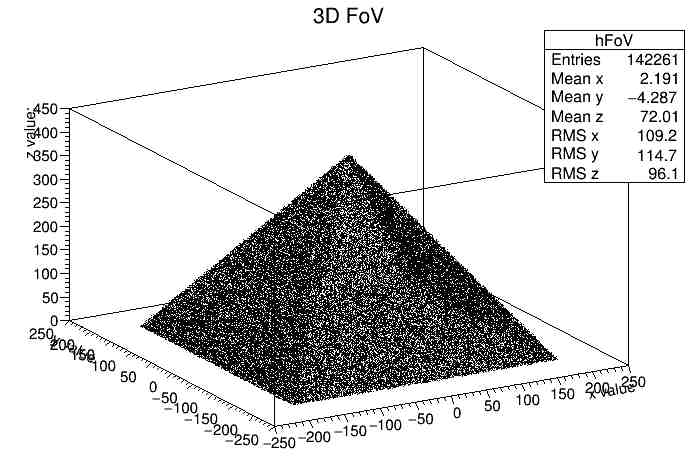 3D FoV
hFoV
Entries 142261
Mean x 2.191
Mean y −4.287
Mean z 72.01
RMS x 109.2
RMS y 114.7
RMS z 96.1
z value
450
400
350
300
250
200
150
100
50
0
250
200
150
100
50
0
−50
−100
−150
−200
−250
−250
−200
−150
−100
−50
0
50
100
150
200
250
x value